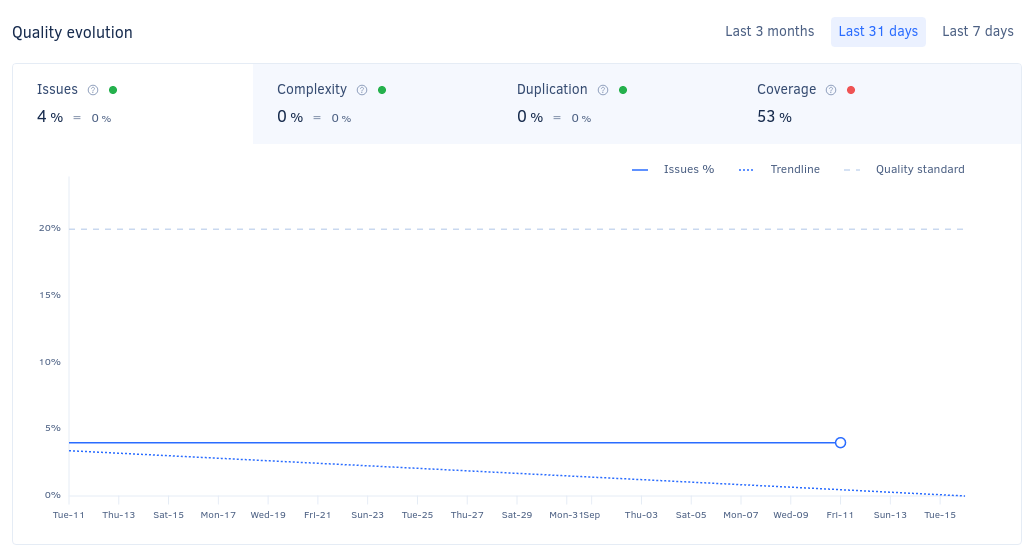 Quality evolution
Last 3 months Last 31 days Last 7 days
Issues ? Complexity ? Duplication ? Coverage ?
4 % = 0 % 0 % = 0 % 0 % = 0 % 53 %
Issues % Trendline Quality standard
20%
15%
10%
5%
0%
Tue-11 Thu-13 Sat-15 Mon-17 Wed-19 Fri-21 Sun-23 Tue-25 Thu-27 Sat-29 Mon-31Sep Thu-03 Sat-05 Mon-07 Wed-09 Fri-11 Sun-13 Tue-15